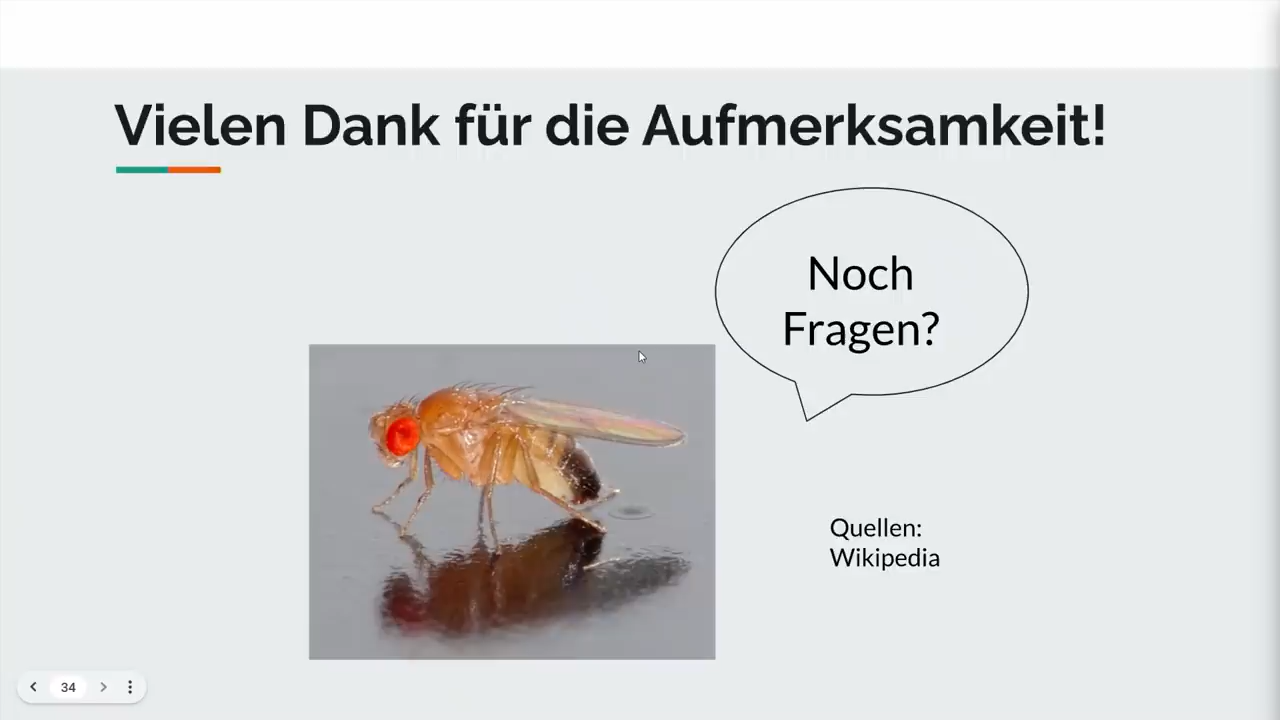 Vielen Dank für die Aufmerksamkeit!
Noch
Fragen?
Quellen:
Wikipedia
34